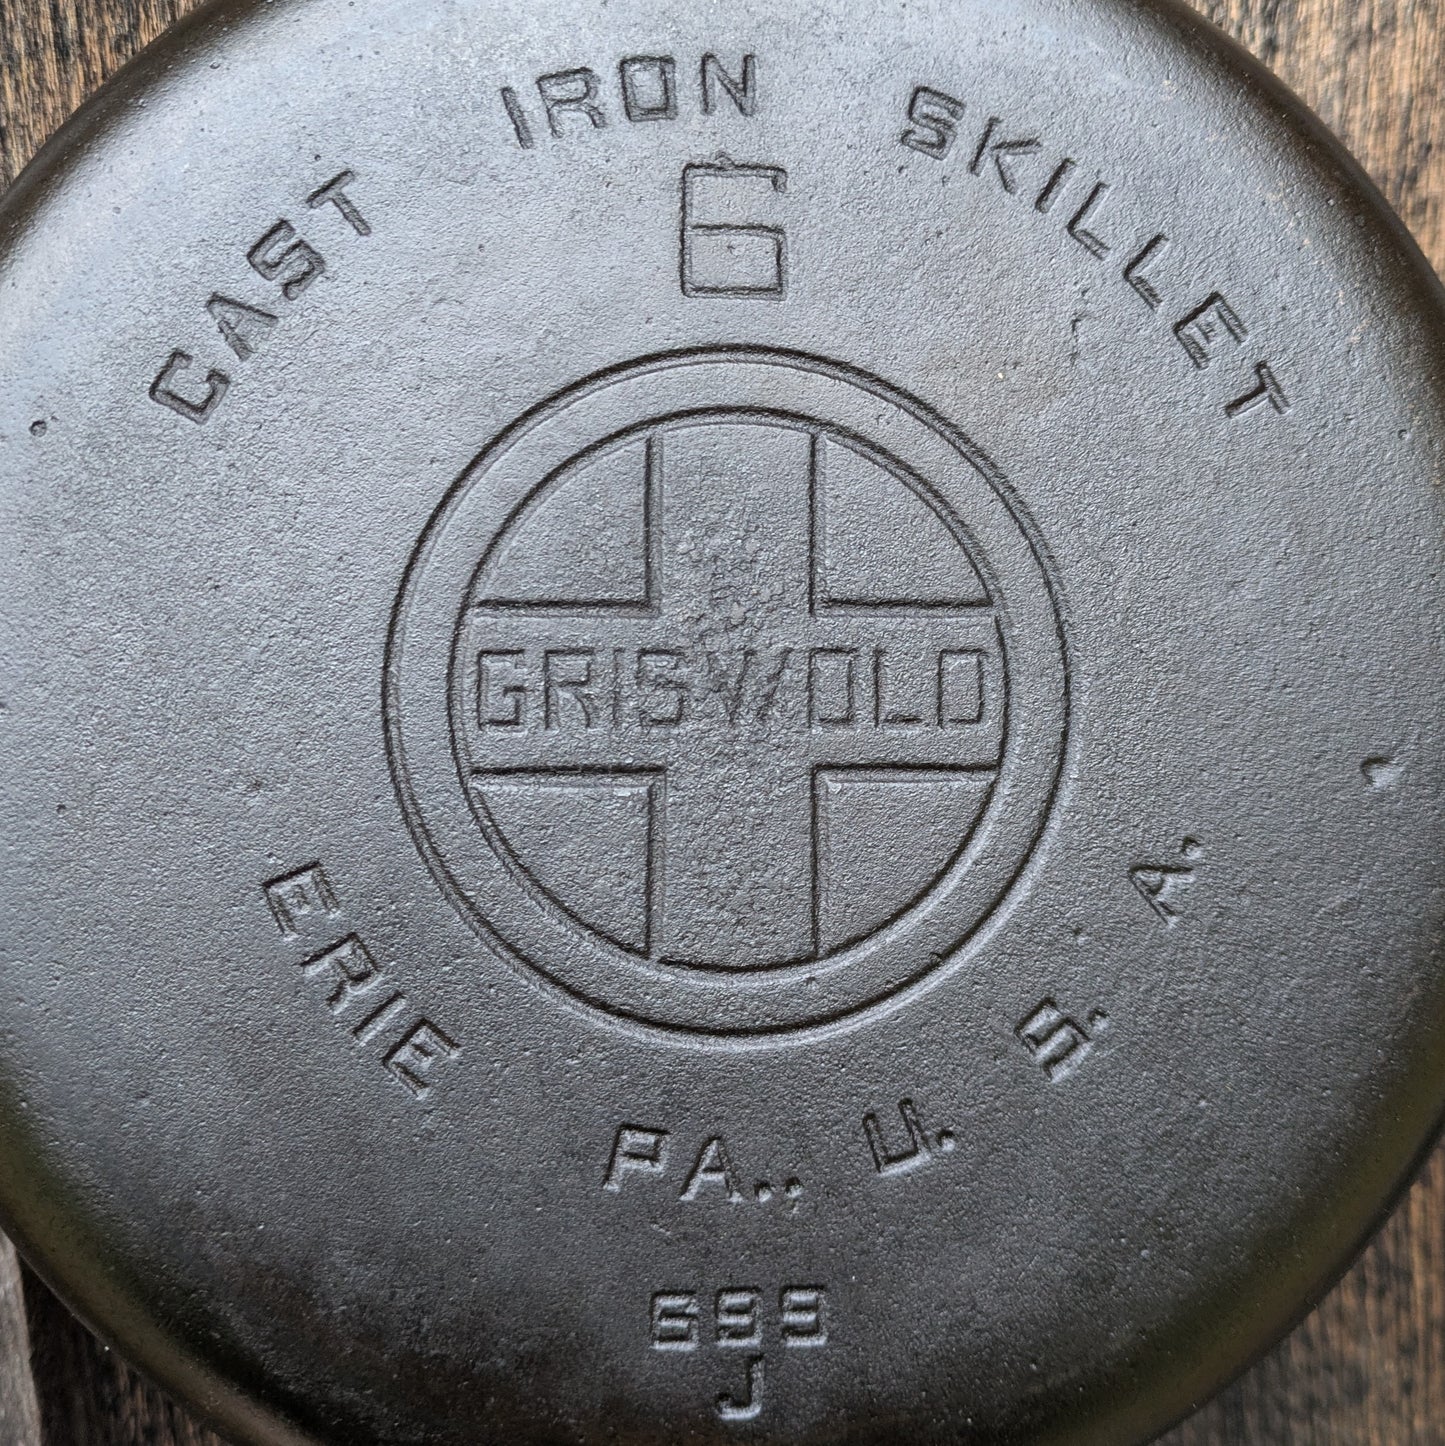 CAST IRON SKILLET
6
GRISWOLD
ERIE PA., U.S.A.
699
J